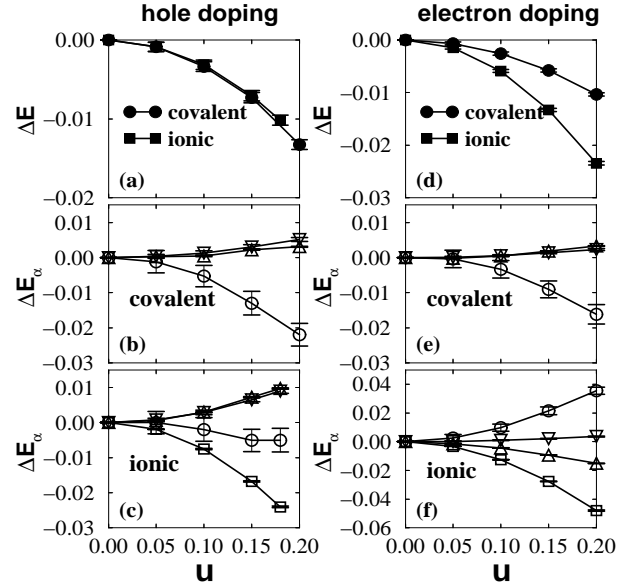 hole doping
electron doping
0.00
−0.01
−0.02
ΔE
covalent
ionic
(a)
0.00
−0.01
−0.02
−0.03
ΔE
covalent
ionic
(d)
0.01
0.00
−0.01
−0.02
−0.03
ΔEα
covalent
(b)
0.01
0.00
−0.01
−0.02
−0.03
ΔEα
covalent
(e)
0.01
0.00
−0.01
−0.02
−0.03
ΔEα
ionic
(c)
0.04
0.02
0.00
−0.02
−0.04
−0.06
ΔEα
ionic
(f)
0.00 0.05 0.10 0.15 0.20
0.00 0.05 0.10 0.15 0.20
u
u